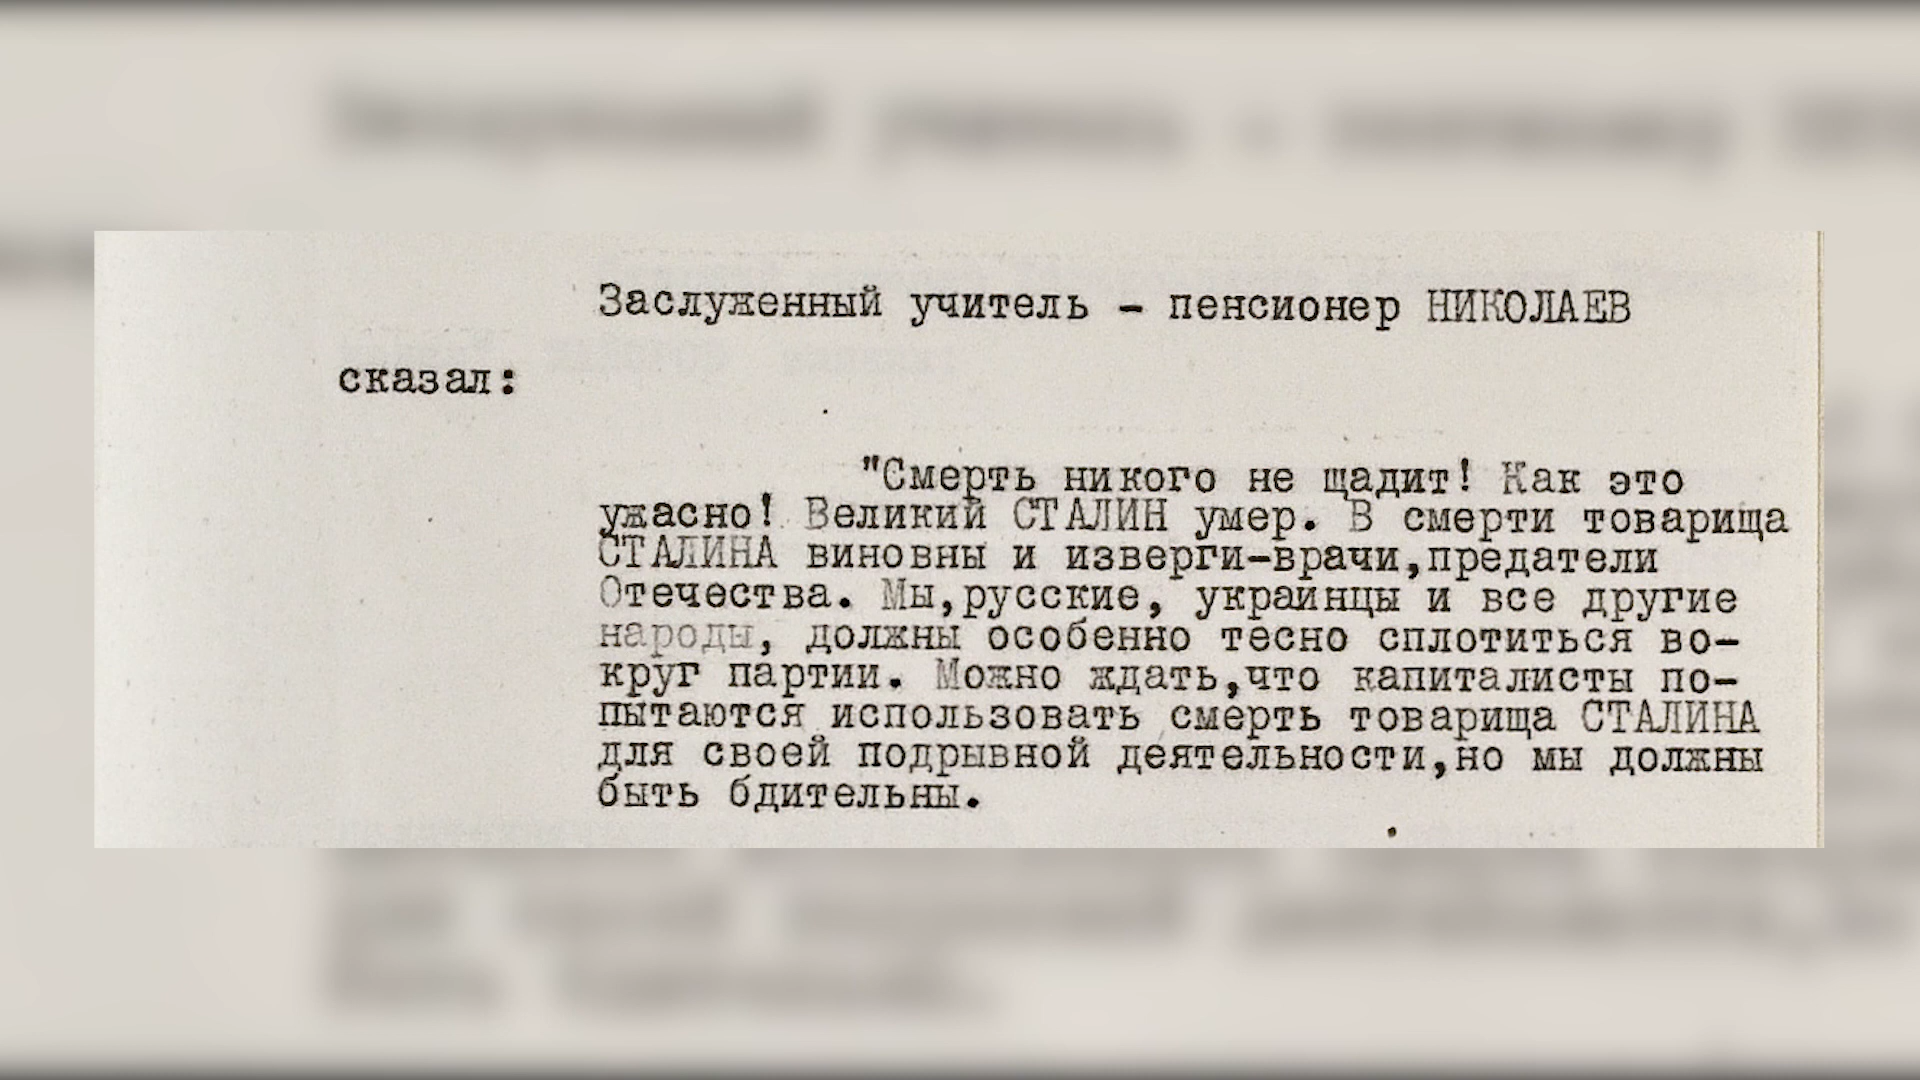 Заслуженный учитель - пенсионер НИКОЛАЕВ
сказал:
"Смерть никого не щадит! Как это
ужасно! Великий СТАЛИН умер. В смерти товарища
СТАЛИНА виновны и изверги-врачи,предатели
Отечества. Мы,русские, украинцы и все другие
народы, должны особенно тесно сплотиться во-
круг партии. Можно ждать,что капиталисты по-
пытаются использовать смерть товарища СТАЛИНА
для своей подрывной деятельности,но мы должны
быть бдительны.